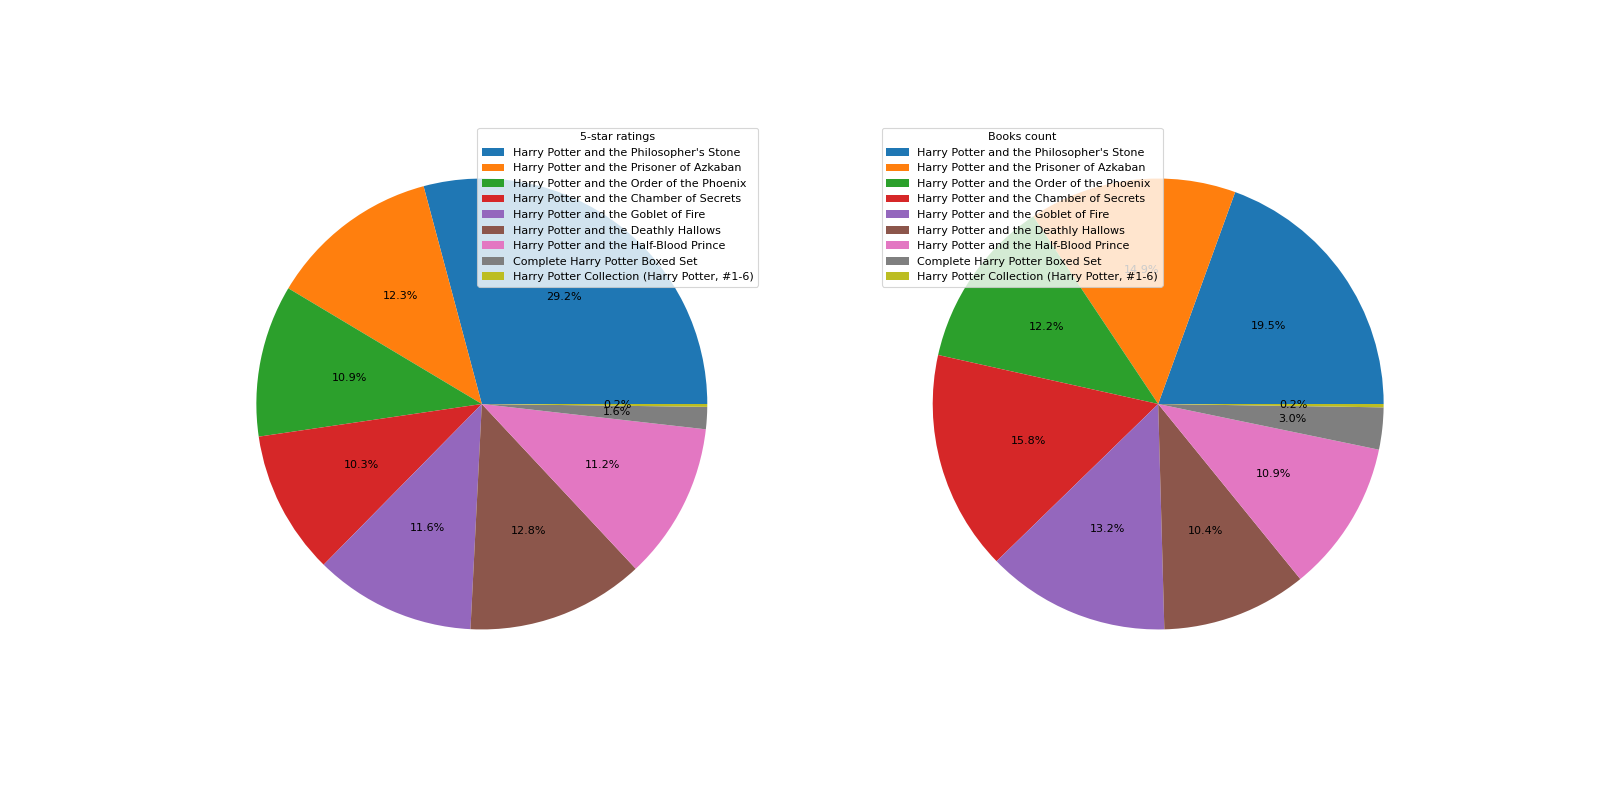 5-star ratings
Harry Potter and the Philosopher's Stone
Harry Potter and the Prisoner of Azkaban
Harry Potter and the Order of the Phoenix
Harry Potter and the Chamber of Secrets
Harry Potter and the Goblet of Fire
Harry Potter and the Deathly Hallows
Harry Potter and the Half-Blood Prince
Complete Harry Potter Boxed Set
Harry Potter Collection (Harry Potter, #1-6)
29.2%
12.3%
10.9%
10.3%
11.6%
12.8%
11.2%
1.6%
0.2%
Books count
Harry Potter and the Philosopher's Stone
Harry Potter and the Prisoner of Azkaban
Harry Potter and the Order of the Phoenix
Harry Potter and the Chamber of Secrets
Harry Potter and the Goblet of Fire
Harry Potter and the Deathly Hallows
Harry Potter and the Half-Blood Prince
Complete Harry Potter Boxed Set
Harry Potter Collection (Harry Potter, #1-6)
19.5%
14.9%
12.2%
15.8%
13.2%
10.4%
10.9%
3.0%
0.2%